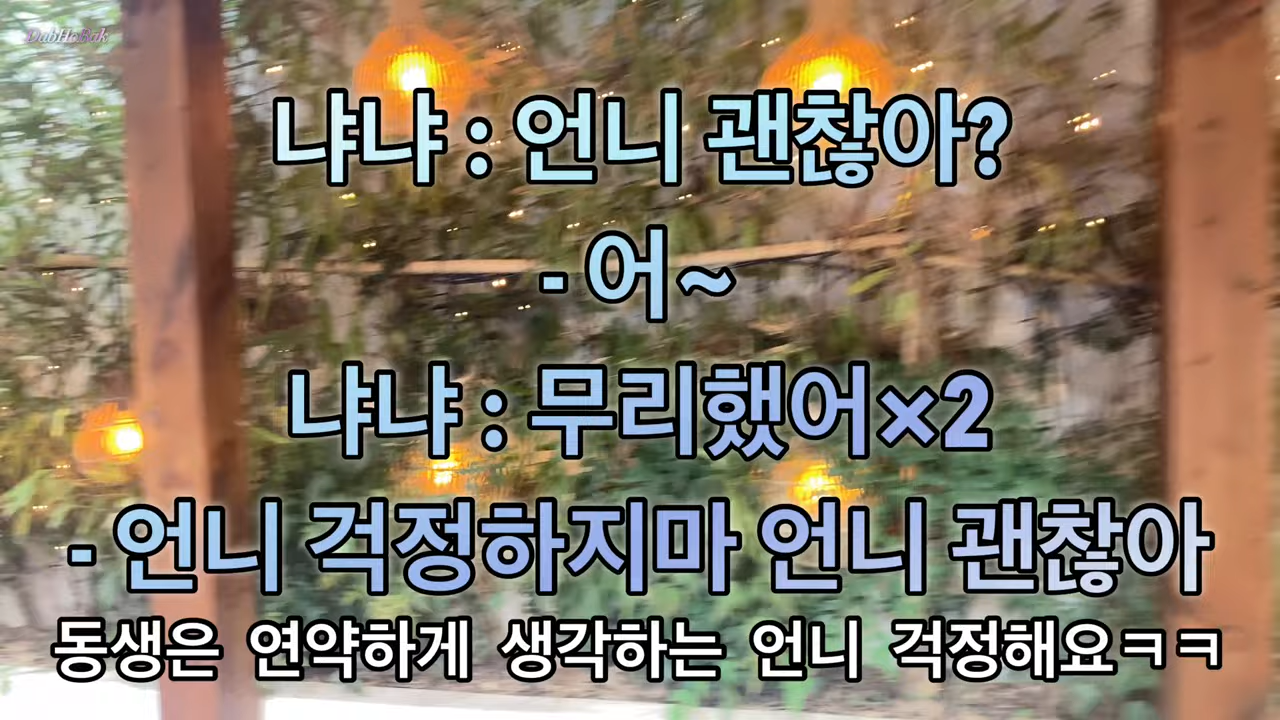 DubHaRak
냐냐 : 언니 괜찮아?
- 어~
냐냐 : 무리했어×2
- 언니 걱정하지마 언니 괜찮아
동생은 연약하게 생각하는 언니 걱정해요ㅋㅋ